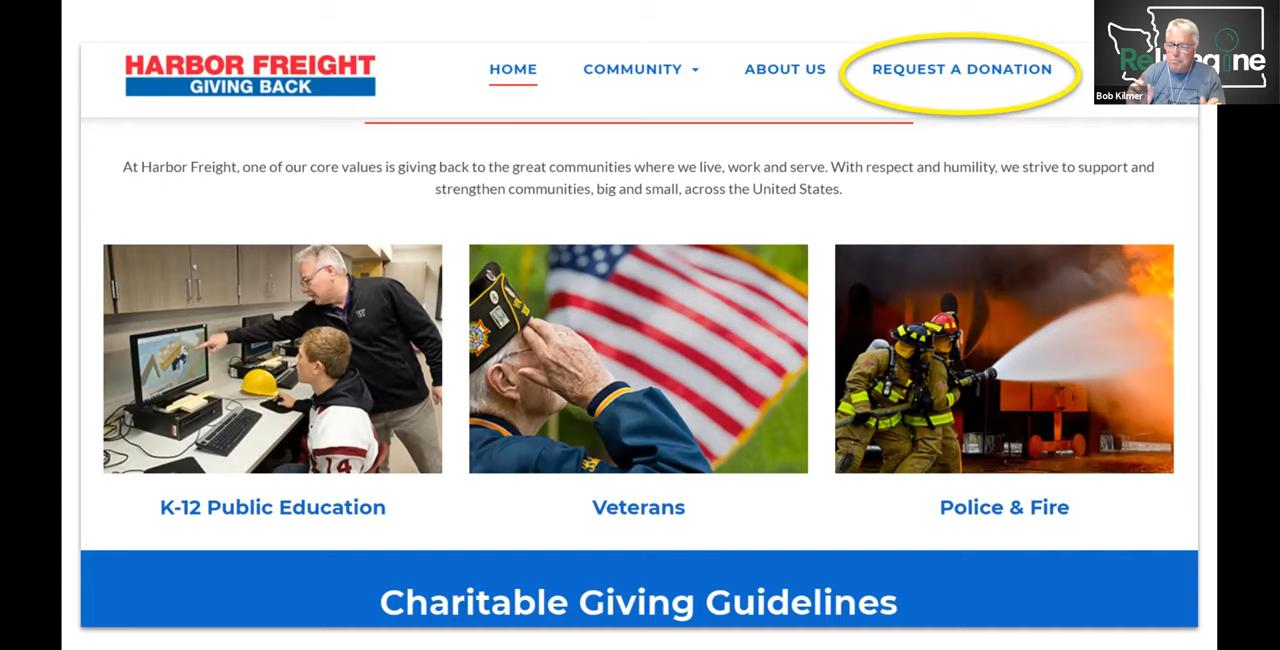 HARBOR FREIGHT
GIVING BACK
HOME
COMMUNITY
ABOUT US
REQUEST A DONATION
ReImagine
Bob Kilmer
At Harbor Freight, one of our core values is giving back to the great communities where we live, work and serve. With respect and humility, we strive to support and
strengthen communities, big and small, across the United States.
14
K-12 Public Education
Veterans
Police & Fire
Charitable Giving Guidelines